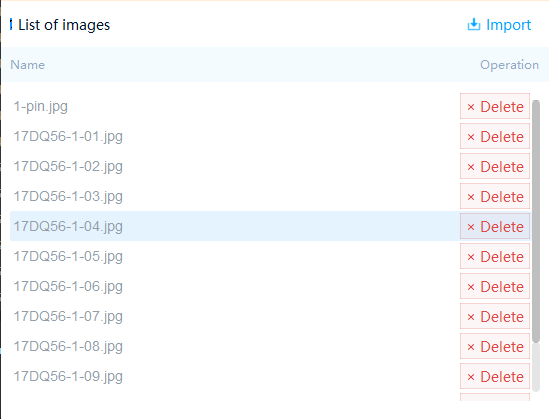 List of images Import
Name Operation
1-pin.jpg × Delete
17DQ56-1-01.jpg × Delete
17DQ56-1-02.jpg × Delete
17DQ56-1-03.jpg × Delete
17DQ56-1-04.jpg × Delete
17DQ56-1-05.jpg × Delete
17DQ56-1-06.jpg × Delete
17DQ56-1-07.jpg × Delete
17DQ56-1-08.jpg × Delete
17DQ56-1-09.jpg × Delete